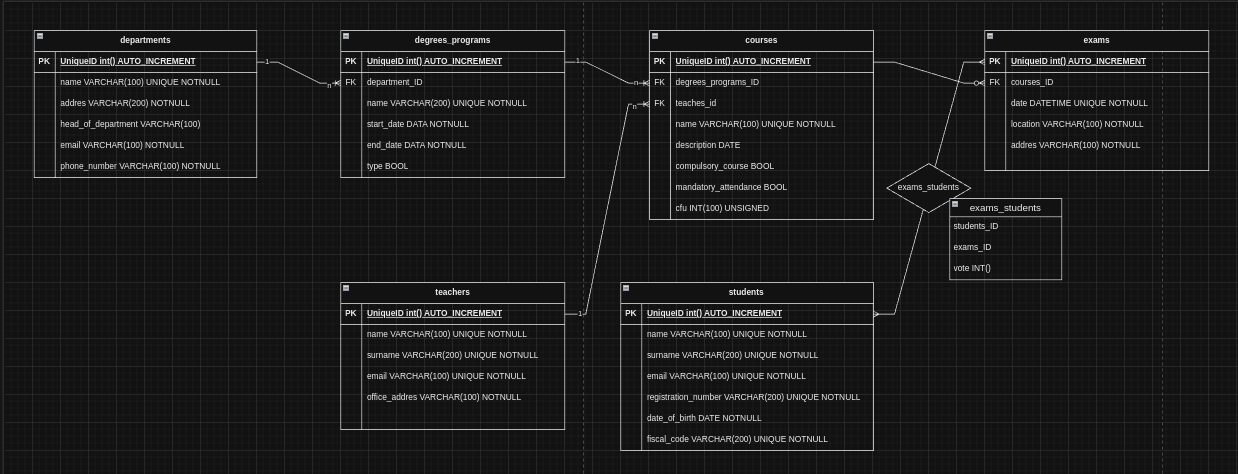 departments
PK UniqueID int() AUTO_INCREMENT
name VARCHAR(100) UNIQUE NOTNULL
addres VARCHAR(200) NOTNULL
head_of_department VARCHAR(100)
email VARCHAR(100) NOTNULL
phone_number VARCHAR(100) NOTNULL
1
n
degrees_programs
PK UniqueID int() AUTO_INCREMENT
FK department_ID
name VARCHAR(200) UNIQUE NOTNULL
start_date DATA NOTNULL
end_date DATA NOTNULL
type BOOL
1
n
n
courses
PK UniqueID int() AUTO_INCREMENT
FK degrees_programs_ID
FK teaches_id
name VARCHAR(100) UNIQUE NOTNULL
description DATE
compulsory_course BOOL
mandatory_attendance BOOL
cfu INT(100) UNSIGNED
exams
PK UniqueID int() AUTO_INCREMENT
FK courses_ID
date DATETIME UNIQUE NOTNULL
location VARCHAR(100) NOTNULL
addres VARCHAR(100) NOTNULL
exams_students
exams_students
students_ID
exams_ID
vote INT()
teachers
PK UniqueID int() AUTO_INCREMENT
name VARCHAR(100) UNIQUE NOTNULL
surname VARCHAR(200) UNIQUE NOTNULL
email VARCHAR(100) UNIQUE NOTNULL
office_addres VARCHAR(100) NOTNULL
1
students
PK UniqueID int() AUTO_INCREMENT
name VARCHAR(100) UNIQUE NOTNULL
surname VARCHAR(200) UNIQUE NOTNULL
email VARCHAR(100) UNIQUE NOTNULL
registration_number VARCHAR(200) UNIQUE NOTNULL
date_of_birth DATE NOTNULL
fiscal_code VARCHAR(200) UNIQUE NOTNULL